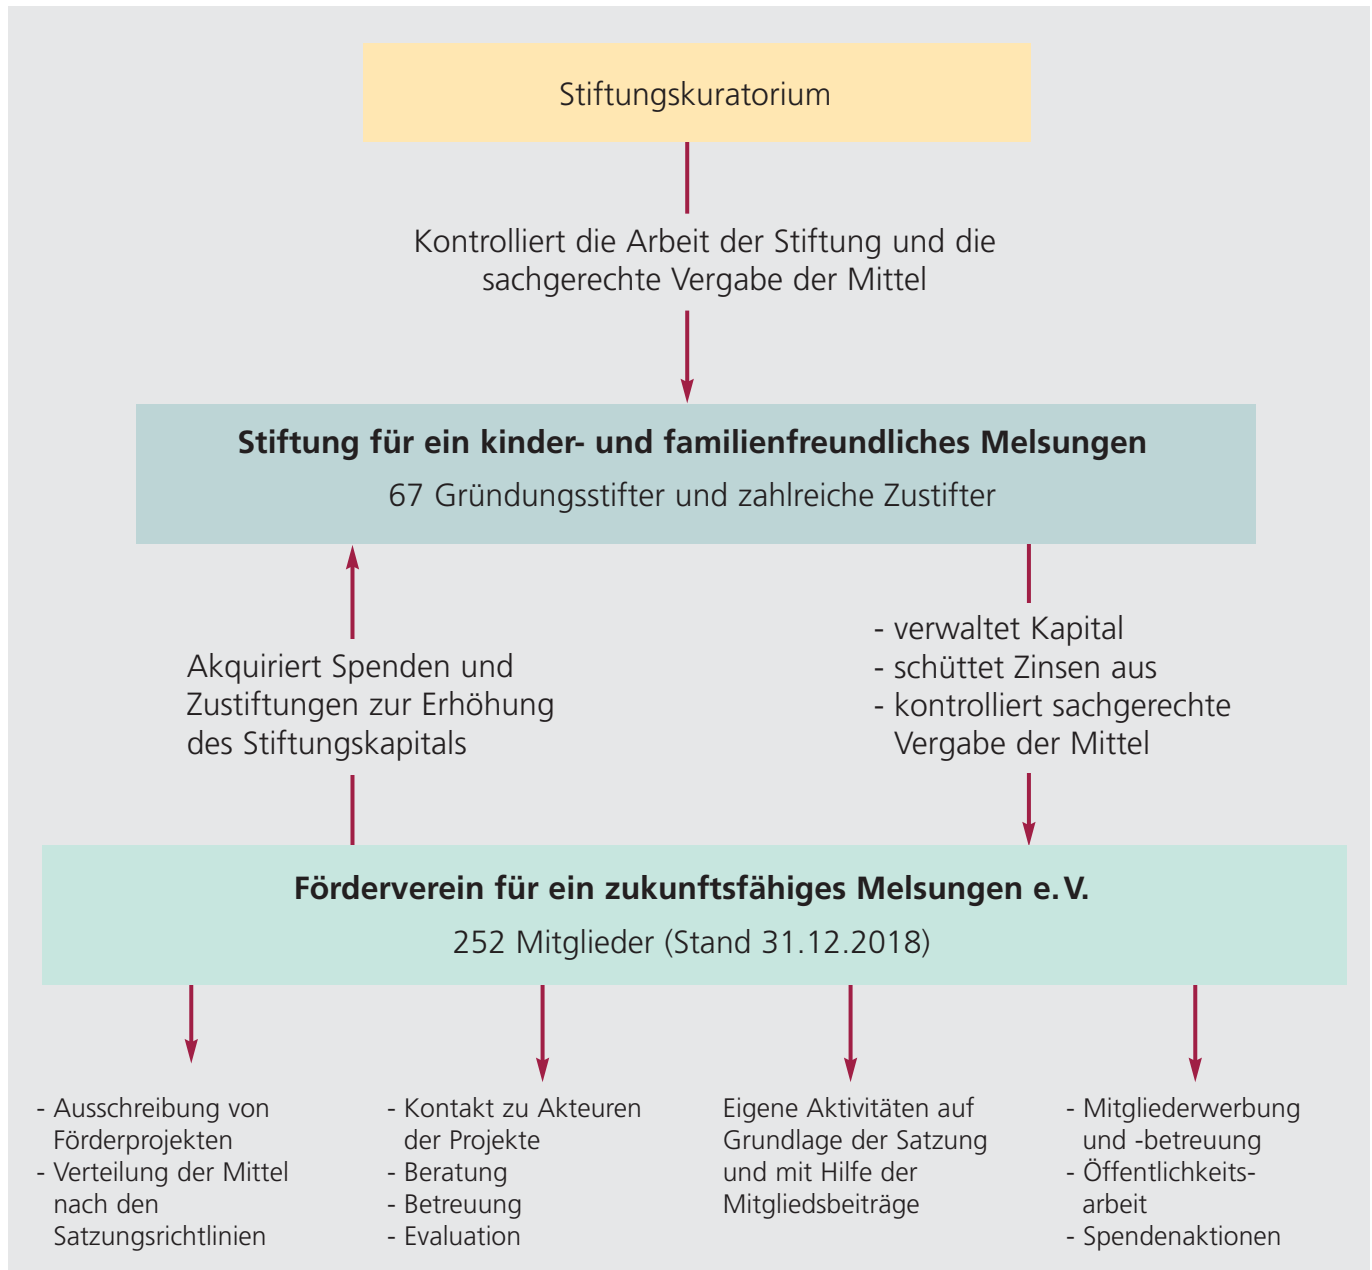 Stiftungskuratorium
Kontrolliert die Arbeit der Stiftung und die
sachgerechte Vergabe der Mittel
Stiftung für ein kinder- und familienfreundliches Melsungen
67 Gründungsstifter und zahlreiche Zustifter
Akquiriert Spenden und
Zustiftungen zur Erhöhung
des Stiftungskapitals
- verwaltet Kapital
- schüttet Zinsen aus
- kontrolliert sachgerechte
Vergabe der Mittel
Förderverein für ein zukunftsfähiges Melsungen e.V.
252 Mitglieder (Stand 31.12.2018)
- Ausschreibung von
Förderprojekten
- Verteilung der Mittel
nach den
Satzungsrichtlinien
- Kontakt zu Akteuren
der Projekte
- Beratung
- Betreuung
- Evaluation
Eigene Aktivitäten auf
Grundlage der Satzung
und mit Hilfe der
Mitgliedsbeiträge
- Mitgliederwerbung
und -betreuung
- Öffentlichkeits-
arbeit
- Spendenaktionen